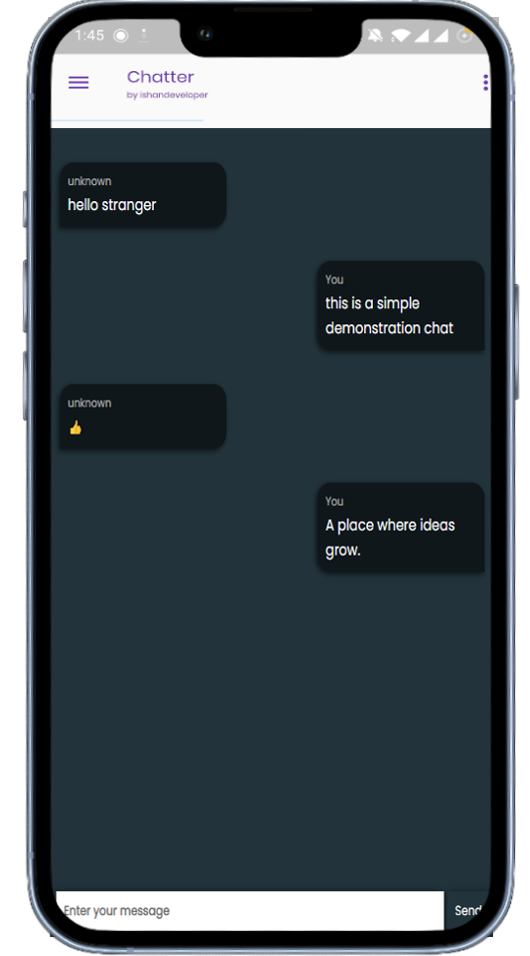 1:45
Chatter
by ishandeveloper
unknown
hello stranger
You
this is a simple
demonstration chat
unknown
👍
You
A place where ideas
grow.
Enter your message
Send